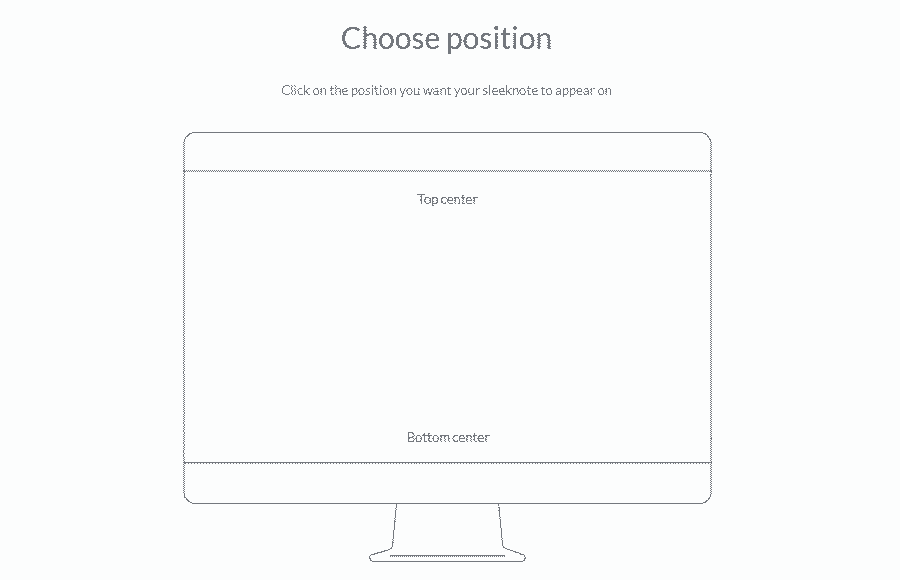 Choose position
Click on the position you want your sleeknote to appear on
Top center
Bottom center